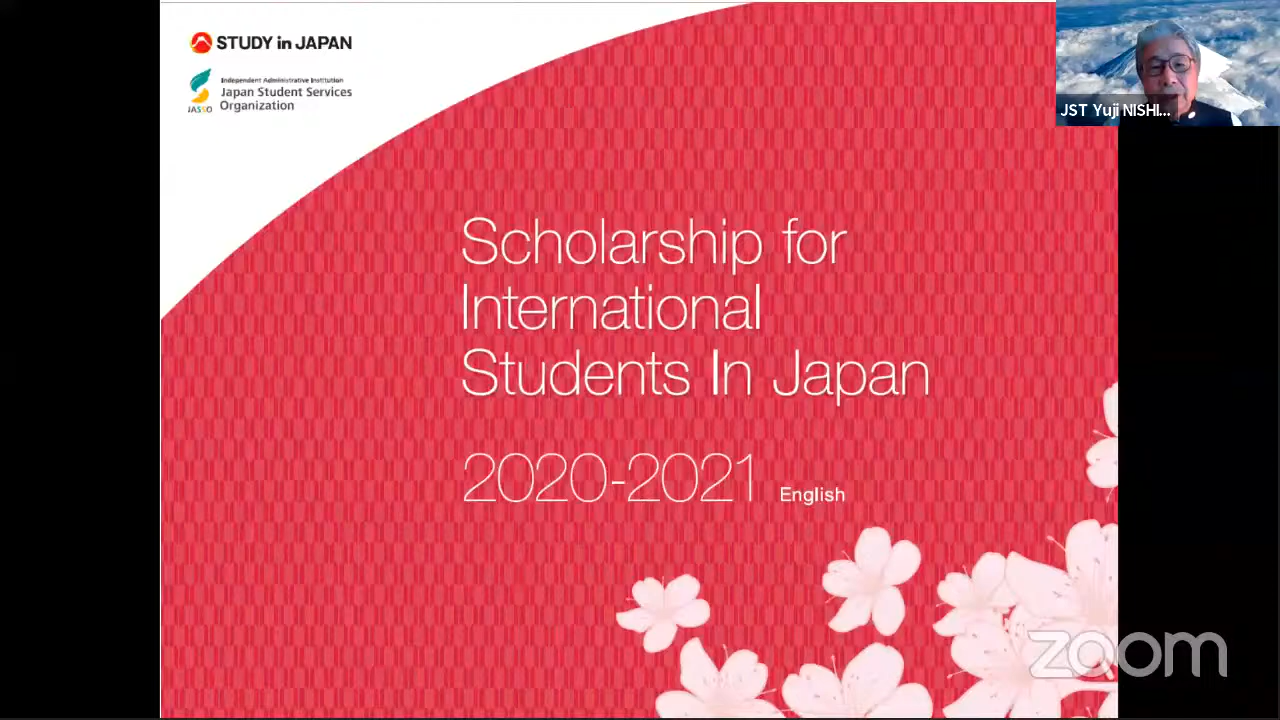 STUDY in JAPAN
Independent Administrative Institution
Japan Student Services
Organization
JASSO
JST Yuji NISHI...
Scholarship for
International
Students In Japan
2020-2021 English
zoom